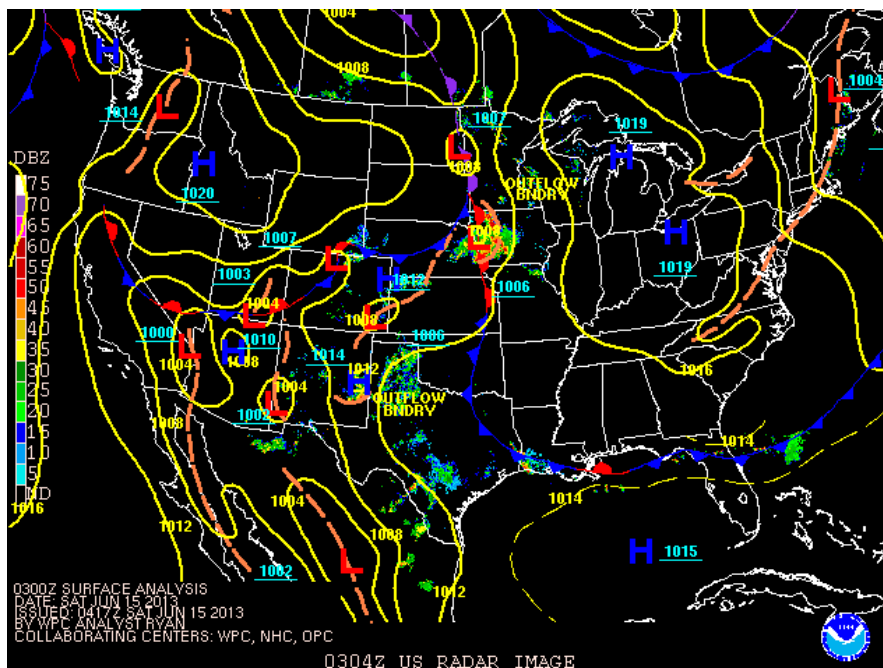 1004
H
1004
1008
L
L
1014
1007
1019
L
H
DBZ
H
1008
75
1020
OUTFLOW
BNDRY
70
65
H
L
1008
60
1007
1019
55
L
1003
H
1012
1006
50
1004
45
L
1008
L
40
1000
1010
1006
35
L
H
1014
1016
1004
1008
1012
30
H
25
1004
OUTFLOW
BNDRY
20
L
1002
1008
15
1014
10
5
1004
1014
ND
1016
1012
1008
H
1015
L
1002
1012
0300Z SURFACE ANALYSIS
DATE: SAT JUN 15 2013
ISSUED: 0417Z SAT JUN 15 2013
BY WPC ANALYST RYAN
COLLABORATING CENTERS: WPC, NHC, OPC
0304Z US RADAR IMAGE